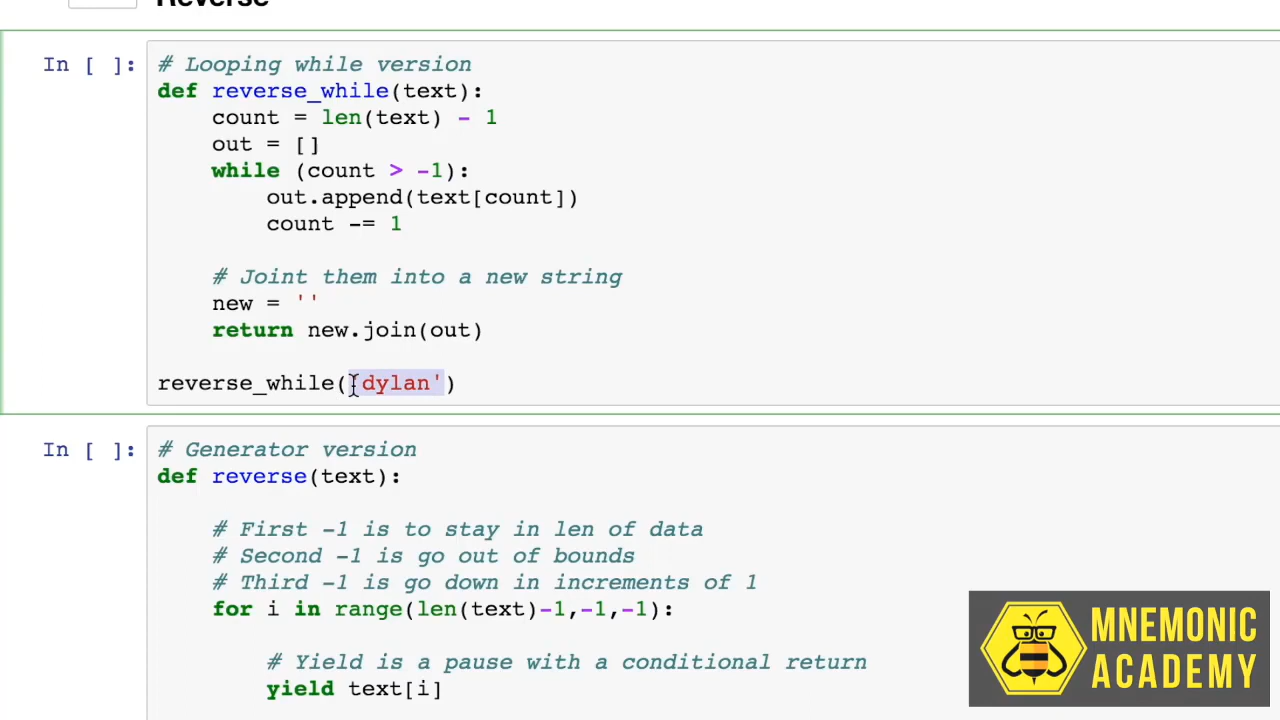 Reverse
In [ ]:
# Looping while version
def reverse_while(text):
    count = len(text) - 1
    out = []
    while (count > -1):
        out.append(text[count])
        count -= 1
    # Joint them into a new string
    new = ''
    return new.join(out)
reverse_while('dylan')
In [ ]:
# Generator version
def reverse(text):
    # First -1 is to stay in len of data
    # Second -1 is go out of bounds
    # Third -1 is go down in increments of 1
    for i in range(len(text)-1,-1,-1):
        # Yield is a pause with a conditional return
        yield text[i]
MNEMONIC
ACADEMY